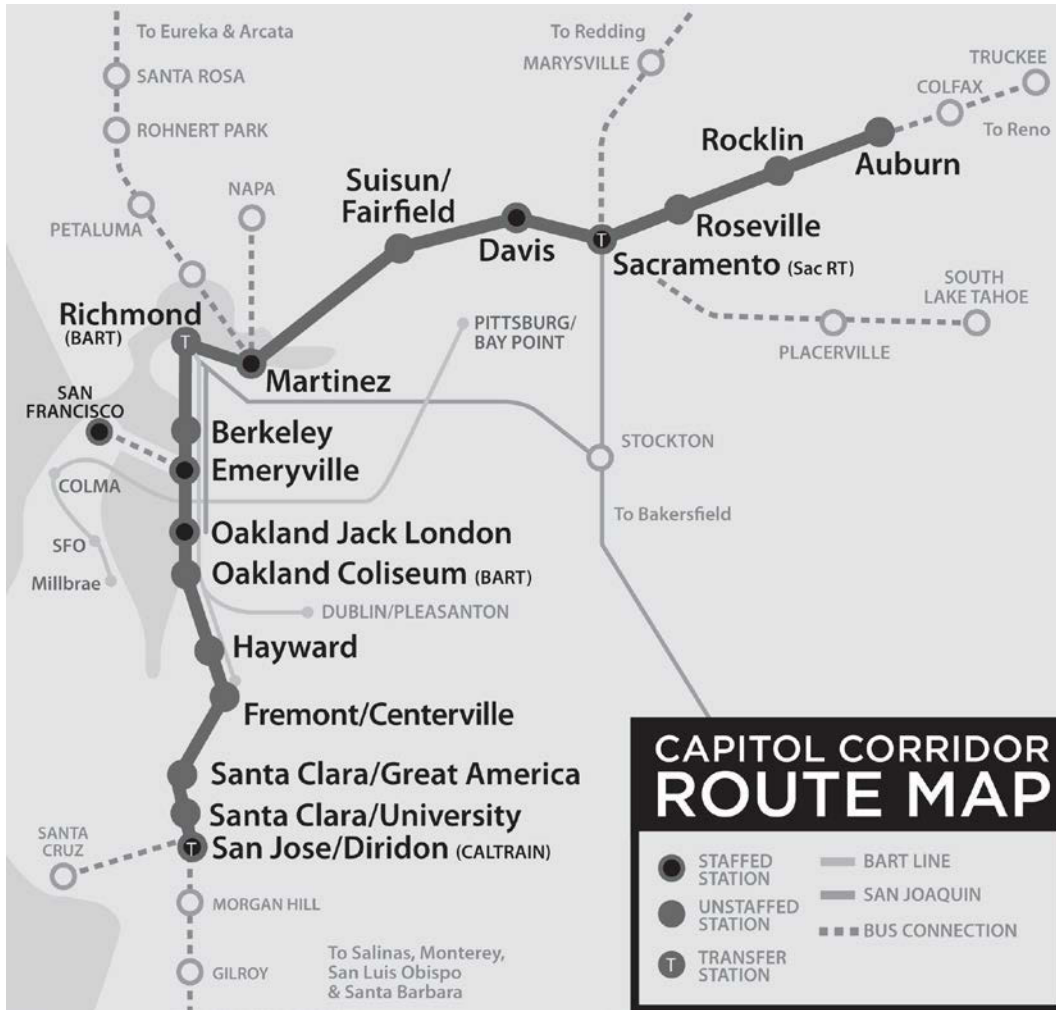 To Eureka & Arcata
SANTA ROSA
ROHNERT PARK
PETALUMA
NAPA
To Redding
MARYSVILLE
TRUCKEE
COLFAX
To Reno
Rocklin
Auburn
Suisun/
Fairfield
Davis
Roseville
T
Sacramento (Sac RT)
SOUTH
LAKE TAHOE
PLACERVILLE
Richmond
(BART)
T
PITTSBURG/
BAY POINT
Martinez
SAN
FRANCISCO
Berkeley
Emeryville
STOCKTON
COLMA
To Bakersfield
Oakland Jack London
SFO
Oakland Coliseum (BART)
Millbrae
DUBLIN/PLEASANTON
Hayward
Fremont/Centerville
Santa Clara/Great America
Santa Clara/University
T
San Jose/Diridon (CALTRAIN)
SANTA
CRUZ
MORGAN HILL
GILROY
To Salinas, Monterey,
San Luis Obispo
& Santa Barbara
CAPITOL CORRIDOR
ROUTE MAP
STAFFED
STATION
UNSTAFFED
STATION
T
TRANSFER
STATION
BART LINE
SAN JOAQUIN
BUS CONNECTION